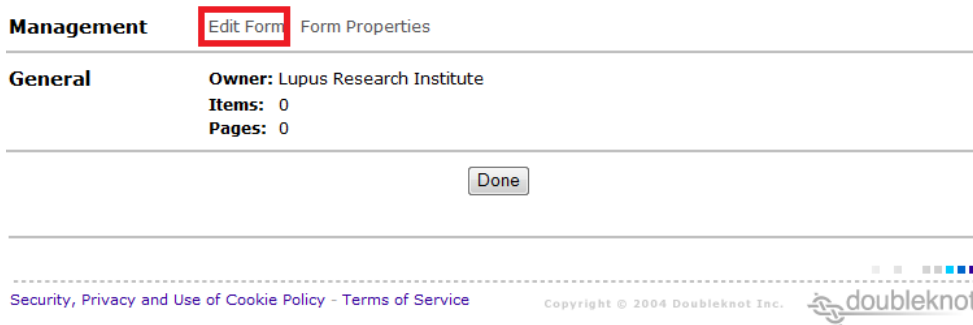 Management Edit Form Form Properties
General Owner: Lupus Research Institute
Items: 0
Pages: 0
Done
Security, Privacy and Use of Cookie Policy - Terms of Service Copyright © 2004 Doubleknot Inc. doubleknot